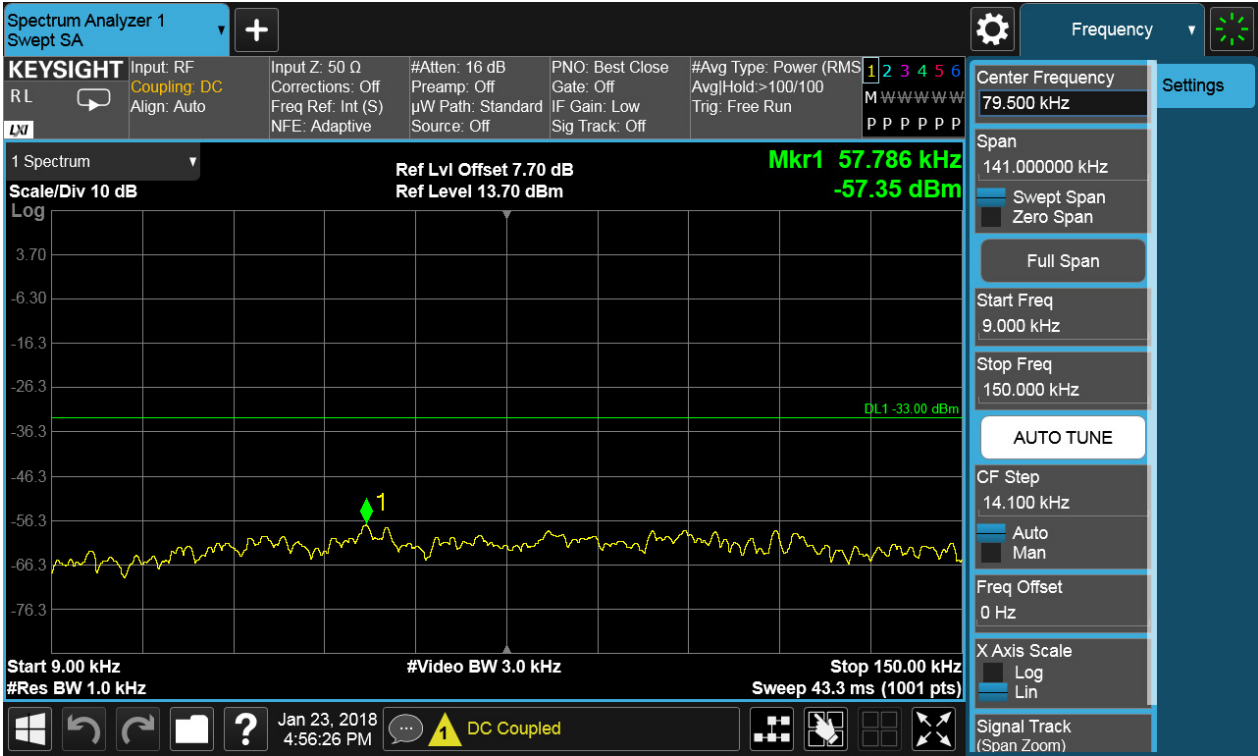 Spectrum Analyzer 1
Swept SA
+
Frequency
KEYSIGHT
R L
LXI
Input: RF
Coupling: DC
Align: Auto
Input Z: 50 Ω
Corrections: Off
Freq Ref: Int (S)
NFE: Adaptive
#Atten: 16 dB
Preamp: Off
µW Path: Standard
Source: Off
PNO: Best Close
Gate: Off
IF Gain: Low
Sig Track: Off
#Avg Type: Power (RMS
Avg|Hold:>100/100
Trig: Free Run
1 2 3 4 5 6
M W W W W W
P P P P P P
1 Spectrum
Scale/Div 10 dB
Ref Lvl Offset 7.70 dB
Ref Level 13.70 dBm
Mkr1 57.786 kHz
-57.35 dBm
Log
3.70
-6.30
-16.3
-26.3
DL1 -33.00 dBm
-36.3
-46.3
1
-56.3
-66.3
-76.3
Start 9.00 kHz
#Res BW 1.0 kHz
#Video BW 3.0 kHz
Stop 150.00 kHz
Sweep 43.3 ms (1001 pts)
Center Frequency
79.500 kHz
Span
141.000000 kHz
Swept Span
Zero Span
Full Span
Start Freq
9.000 kHz
Stop Freq
150.000 kHz
AUTO TUNE
CF Step
14.100 kHz
Auto
Man
Freq Offset
0 Hz
X Axis Scale
Log
Lin
Signal Track
(Span Zoom)
Settings
?
Jan 23, 2018
4:56:26 PM
1
DC Coupled